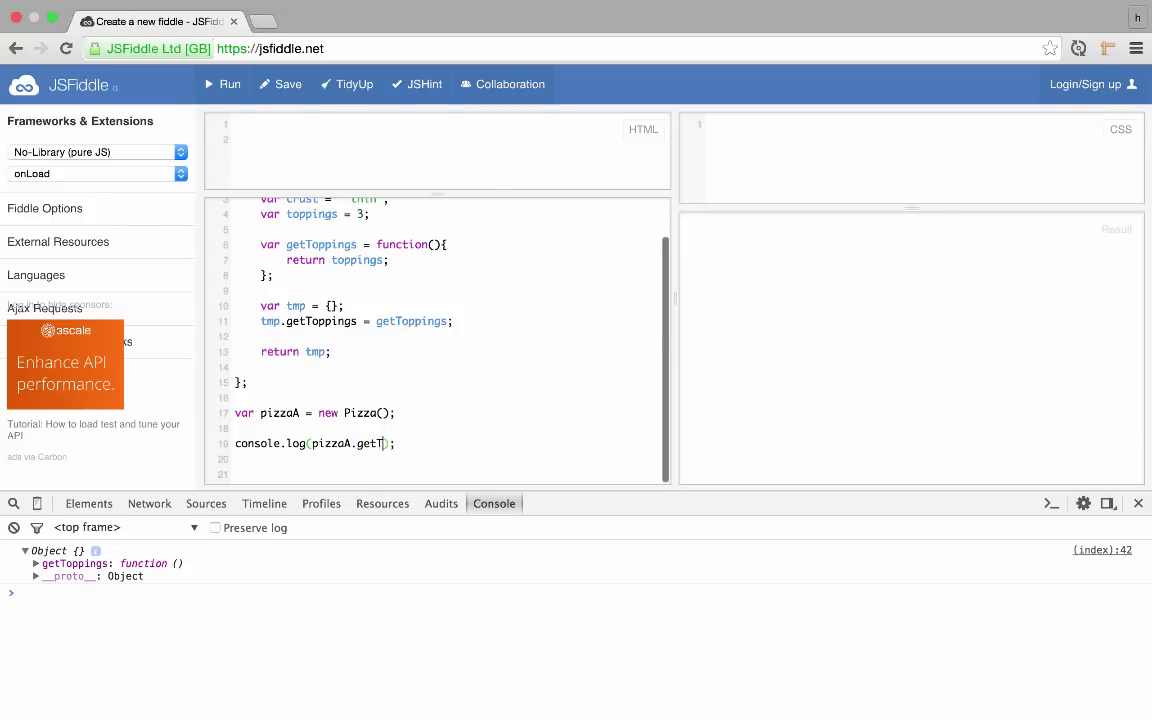 Create a new fiddle - JSFidd
h
JSFiddle Ltd [GB] https://jsfiddle.net
JSFiddle
Run
Save
TidyUp
JSHint
Collaboration
Login/Sign up
Frameworks & Extensions
No-Library (pure JS)
onLoad
Fiddle Options
External Resources
Languages
Log in to hide sponsors:
Ajax Requests
ks
3scale
Enhance API
performance.
Tutorial: How to load test and tune your
API
ads via Carbon
1
2
HTML
1
CSS
3 var crust = "thin";
4 var toppings = 3;
5
6 var getToppings = function(){
7 return toppings;
8 };
9
10 var tmp = {};
11 tmp.getToppings = getToppings;
12
13 return tmp;
14
15 };
16
17 var pizzaA = new Pizza();
18
19 console.log(pizzaA.getT);
20
21
Result
Elements
Network
Sources
Timeline
Profiles
Resources
Audits
Console
<top frame>
Preserve log
Object {}
(index):42
getToppings: function ()
__proto__: Object